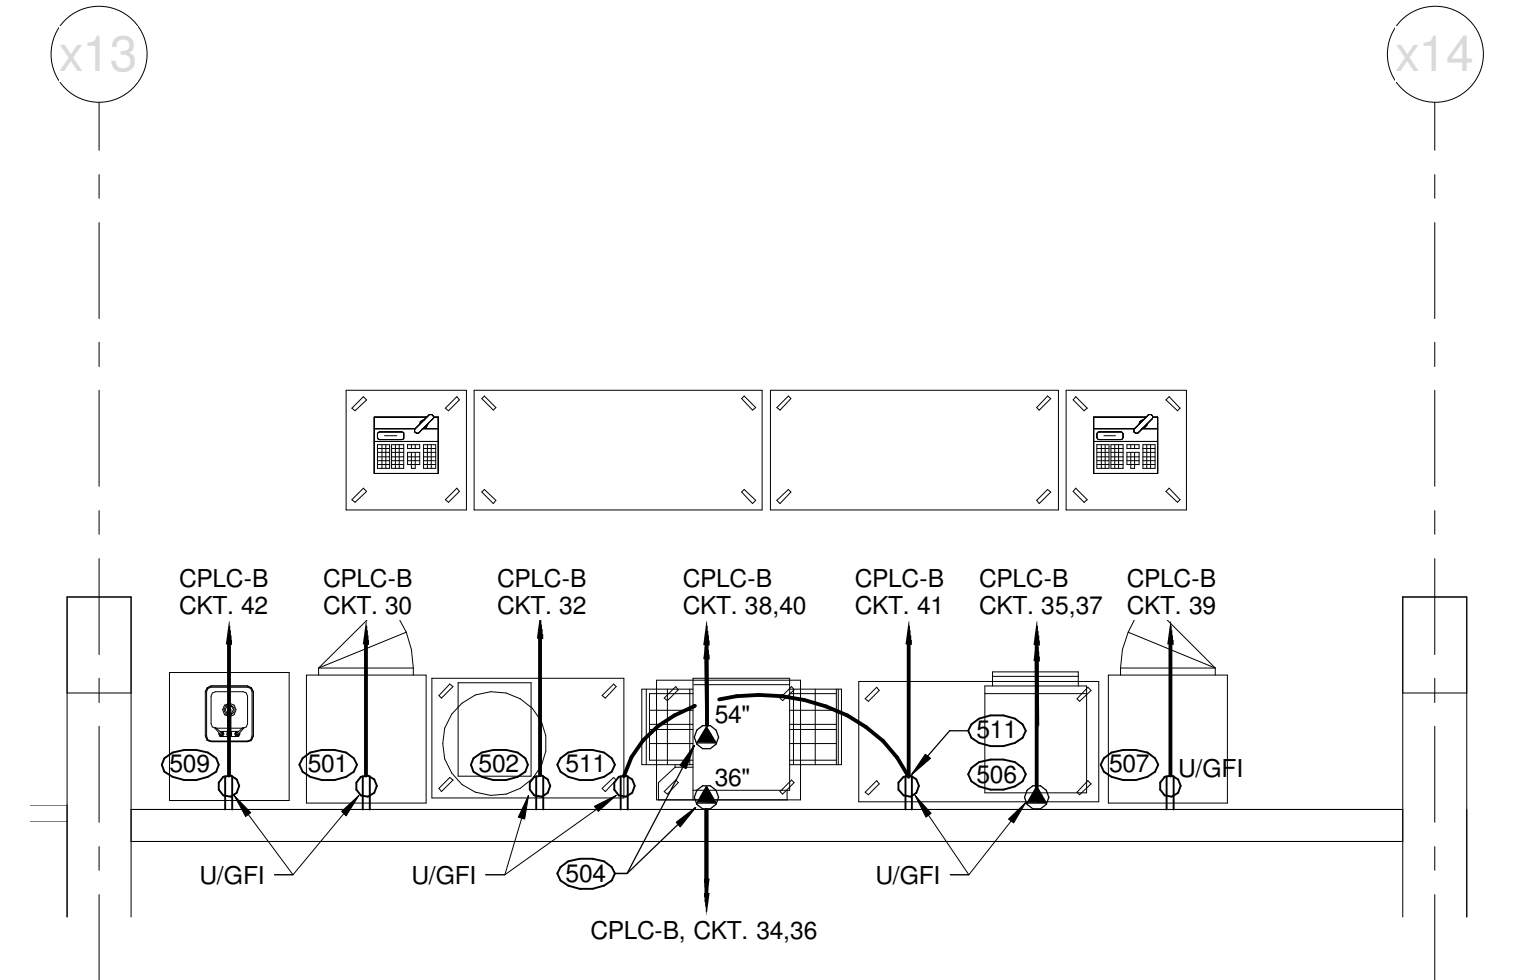 x13
x14
CPLC-B
CKT. 42
CPLC-B
CKT. 30
CPLC-B
CKT. 32
CPLC-B
CKT. 38,40
CPLC-B
CKT. 41
CPLC-B
CKT. 35,37
CPLC-B
CKT. 39
54"
511
509
501
502
511
36"
506
507
U/GFI
U/GFI
U/GFI
504
U/GFI
CPLC-B, CKT. 34,36